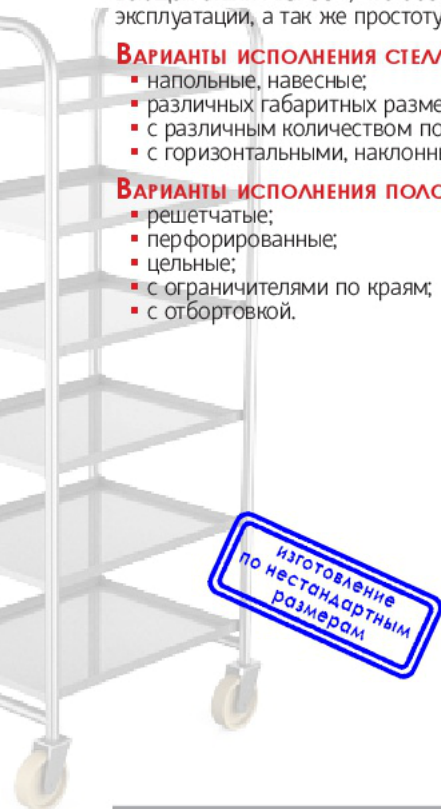 эксплуатации, а так же простоту
Варианты исполнения стелл
напольные, навесные;
различных габаритных разме
с различным количеством по
с горизонтальными, наклонн
Варианты исполнения поло
решетчатые;
перфорированные;
цельные;
с ограничителями по краям;
с отбортовкой.
изготовление
по нестандартным
размерам